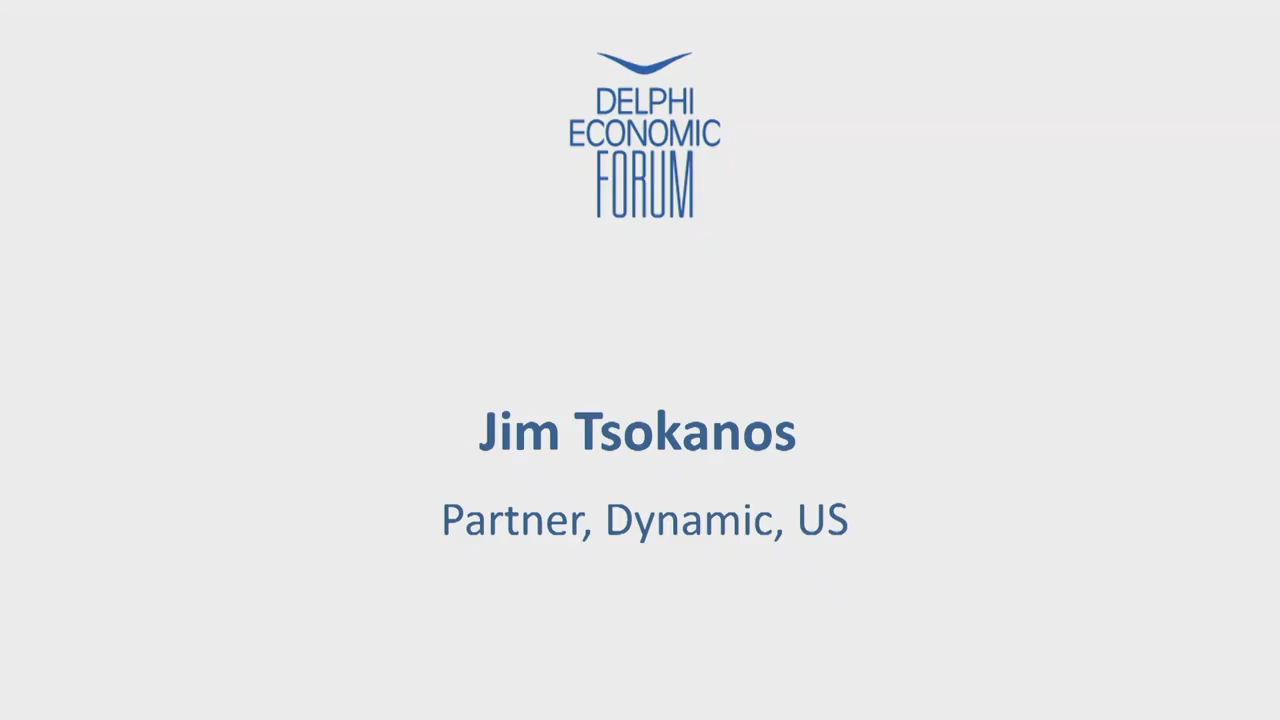 DELPHI
ECONOMIC
FORUM
Jim Tsokanos
Partner, Dynamic, US